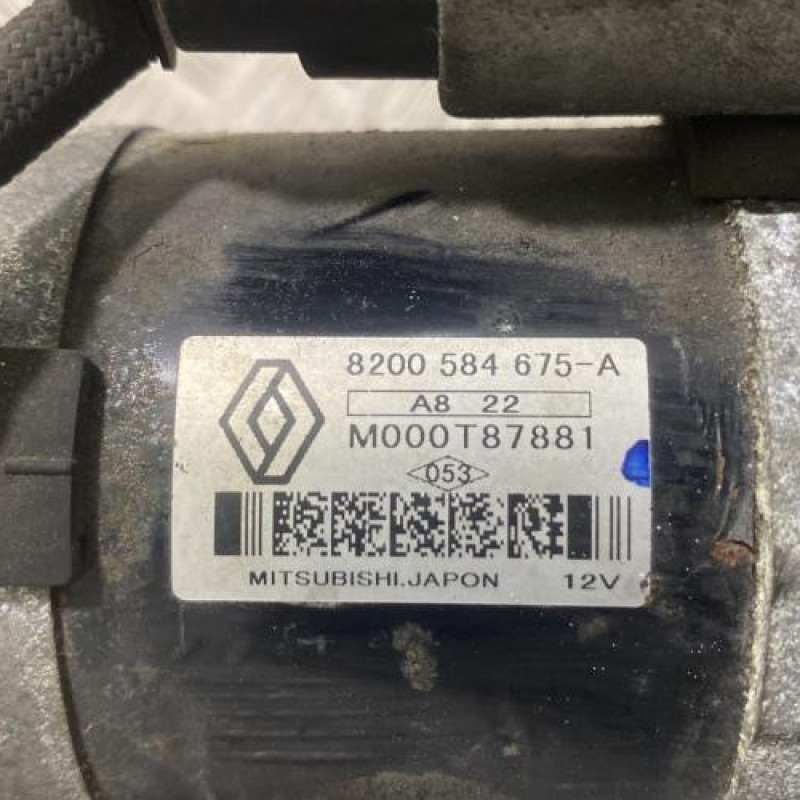 8200 584 675-A
A8 22
M000T87881
053
MITSUBISHI.JAPON 12V